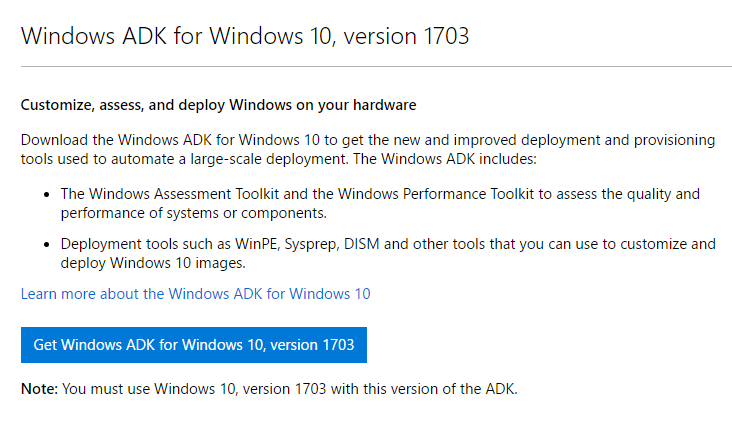 Windows ADK for Windows 10, version 1703
Customize, assess, and deploy Windows on your hardware
Download the Windows ADK for Windows 10 to get the new and improved deployment and provisioning
tools used to automate a large-scale deployment. The Windows ADK includes:
• The Windows Assessment Toolkit and the Windows Performance Toolkit to assess the quality and
performance of systems or components.
• Deployment tools such as WinPE, Sysprep, DISM and other tools that you can use to customize and
deploy Windows 10 images.
Learn more about the Windows ADK for Windows 10
Get Windows ADK for Windows 10, version 1703
Note: You must use Windows 10, version 1703 with this version of the ADK.